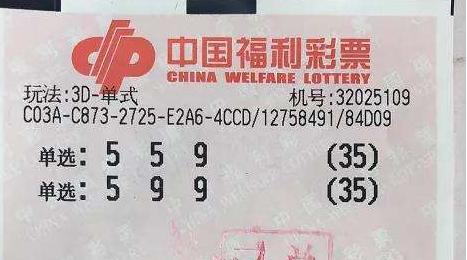 中国福利彩票
CHINA WELFARE LOTTERY
玩法:3D-单式 机号:32025109
C03A-C873-2725-E2A6-4CCD/12758491/84D09
单选: 5 5 9 (35)
单选: 5 9 9 (35)